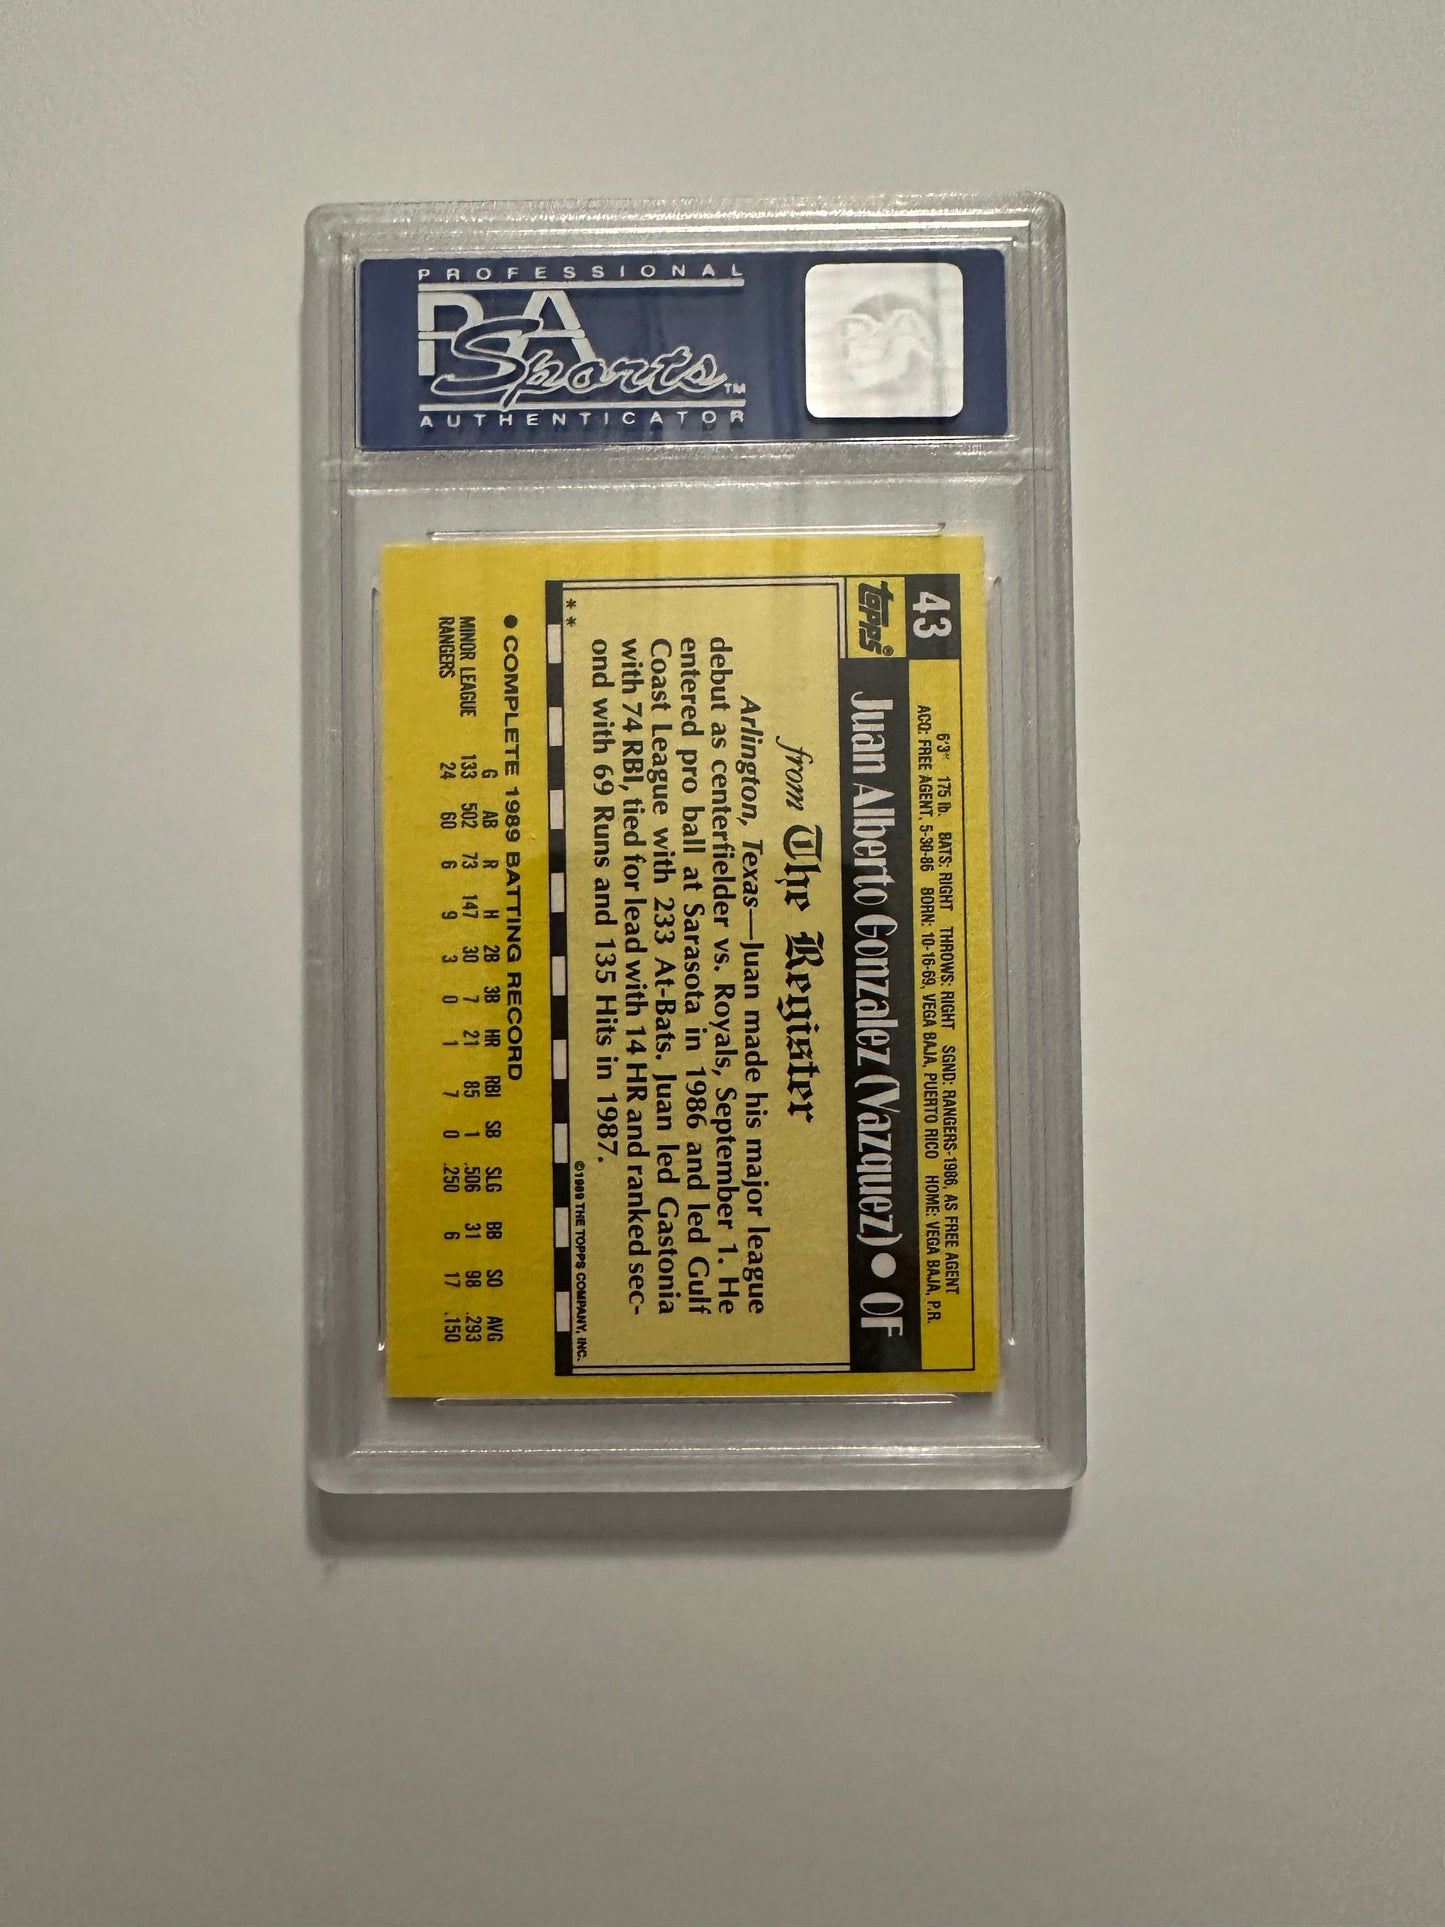 PROFESSIONAL
PSA
Sports™
AUTHENTICATOR
43
6'3" 175 lb. BATS: RIGHT THROWS: RIGHT SGND: RANGERS-1986, AS FREE AGENT
ACQ: FREE AGENT, 5-30-86 BORN: 10-16-69, VEGA BAJA, PUERTO RICO HOME: VEGA BAJA, P.R.
TOPPS®
Juan Alberto Gonzalez (Vazquez) ● OF
from The Register
Arlington, Texas—Juan made his major league
debut as centerfielder vs. Royals, September 1. He
entered pro ball at Sarasota in 1986 and led Gulf
Coast League with 233 At-Bats. Juan led Gastonia
with 74 RBI, tied for lead with 14 HR and ranked sec-
ond with 69 Runs and 135 Hits in 1987.
** ©1989 THE TOPPS COMPANY, INC.
● COMPLETE 1989 BATTING RECORD
G AB R H 2B 3B HR RBI SB SLG BB SO AVG
MINOR LEAGUE 133 502 73 147 30 7 21 85 1 .506 31 98 .293
RANGERS 24 60 6 9 3 0 1 7 0 .250 6 17 .150